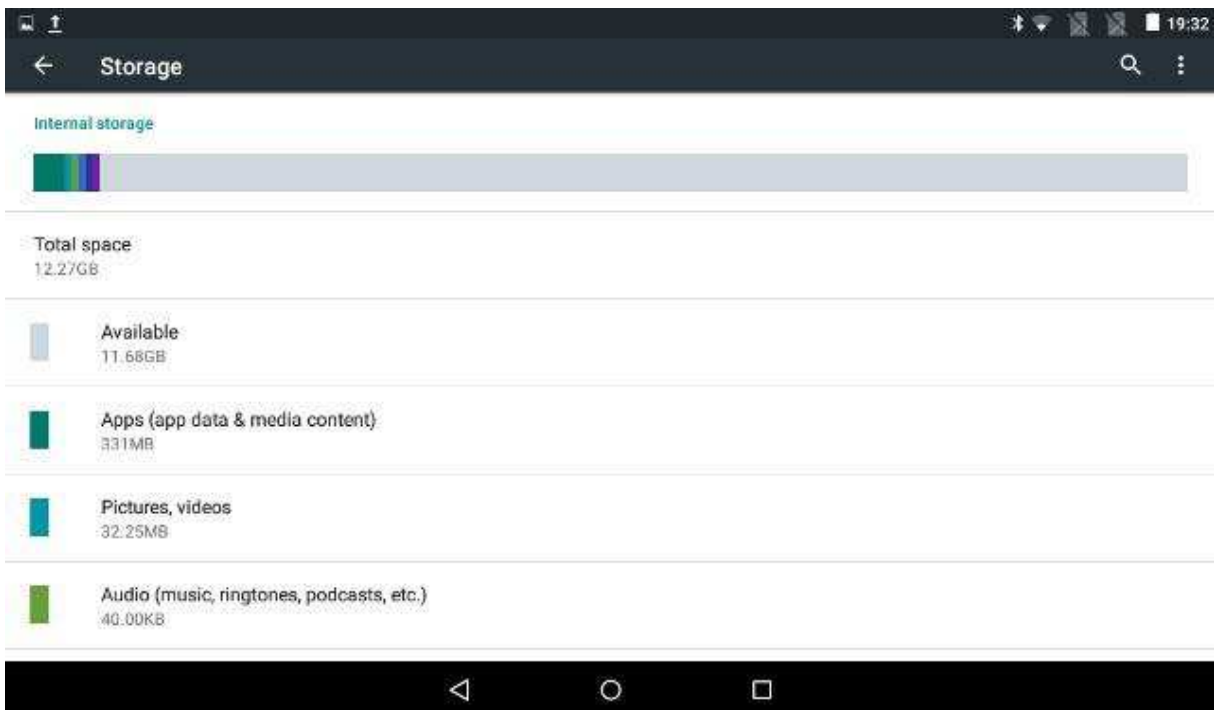 19:32
Storage
Internal storage
Total space
12.27GB
Available
11.68GB
Apps (app data & media content)
331MB
Pictures, videos
32.25MB
Audio (music, ringtones, podcasts, etc.)
40.00KB